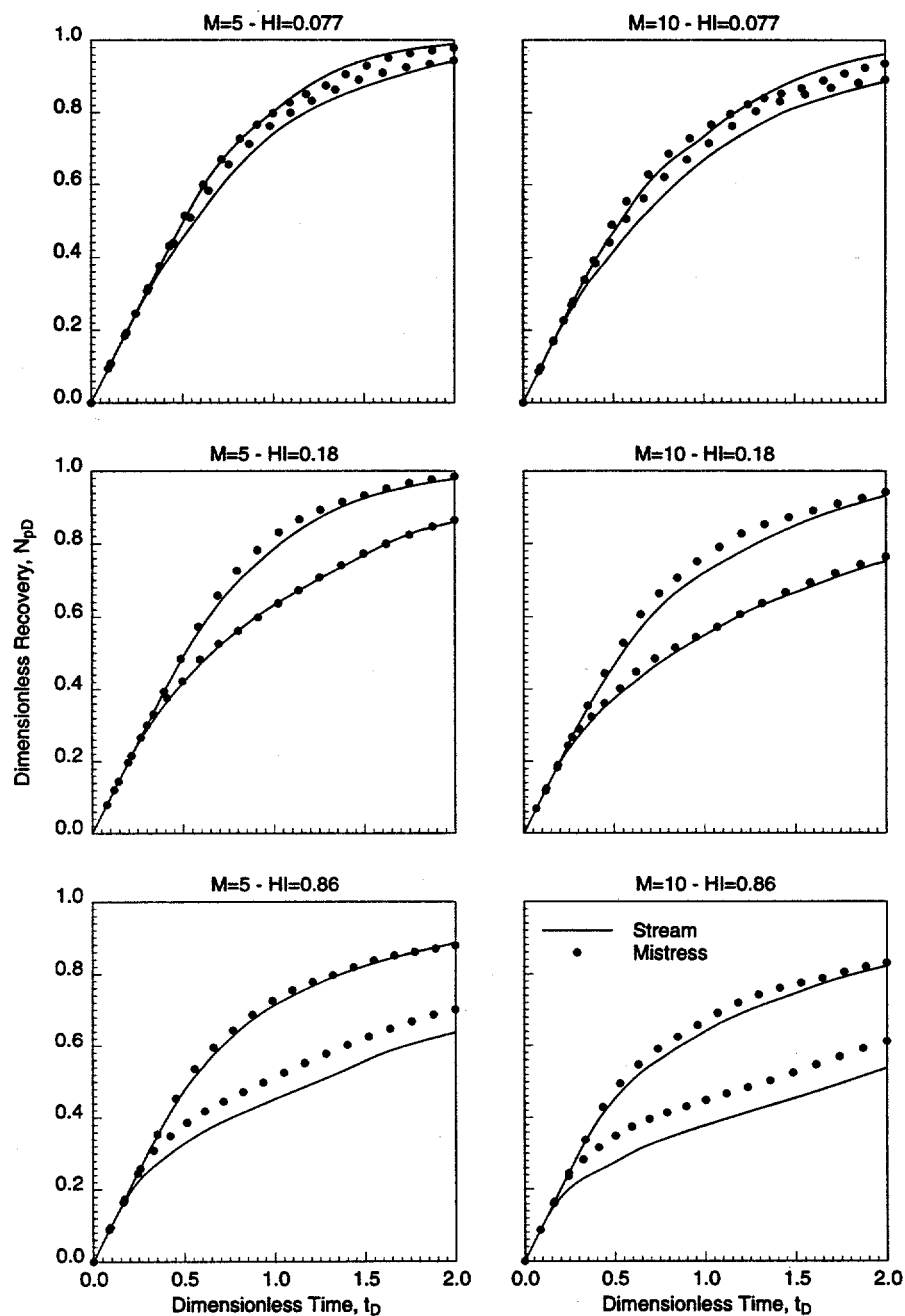 M=5 - HI=0.077
M=10 - HI=0.077
1.0
0.8
0.6
0.4
0.2
0.0
M=5 - HI=0.18
M=10 - HI=0.18
Dimensionless Recovery, NpD
1.0
0.8
0.6
0.4
0.2
0.0
M=5 - HI=0.86
M=10 - HI=0.86
1.0
0.8
0.6
0.4
0.2
0.0
Stream
Mistress
0.0 0.5 1.0 1.5 2.0
0.0 0.5 1.0 1.5 2.0
Dimensionless Time, tD
Dimensionless Time, tD